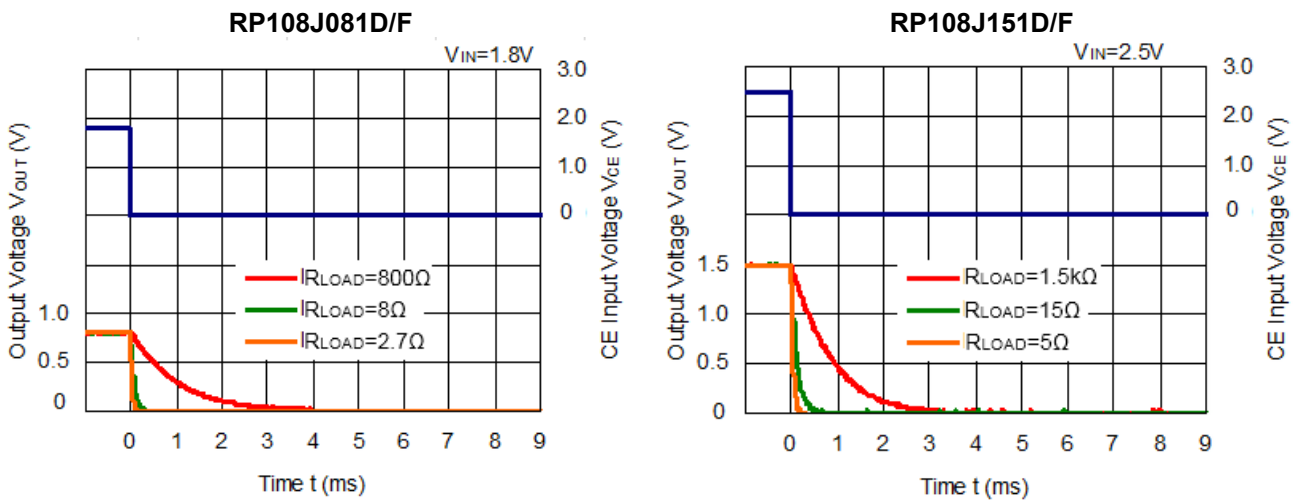 RP108J081D/F
VIN=1.8V
Output Voltage VOUT (V)
1.0
0.5
0
3.0
2.0
1.0
0
CE Input Voltage VCE (V)
RLOAD=800Ω
RLOAD=8Ω
RLOAD=2.7Ω
0 1 2 3 4 5 6 7 8 9
Time t (ms)
RP108J151D/F
VIN=2.5V
Output Voltage VOUT (V)
1.5
1.0
0.5
0
3.0
2.0
1.0
0
CE Input Voltage VCE (V)
RLOAD=1.5kΩ
RLOAD=15Ω
RLOAD=5Ω
0 1 2 3 4 5 6 7 8 9
Time t (ms)